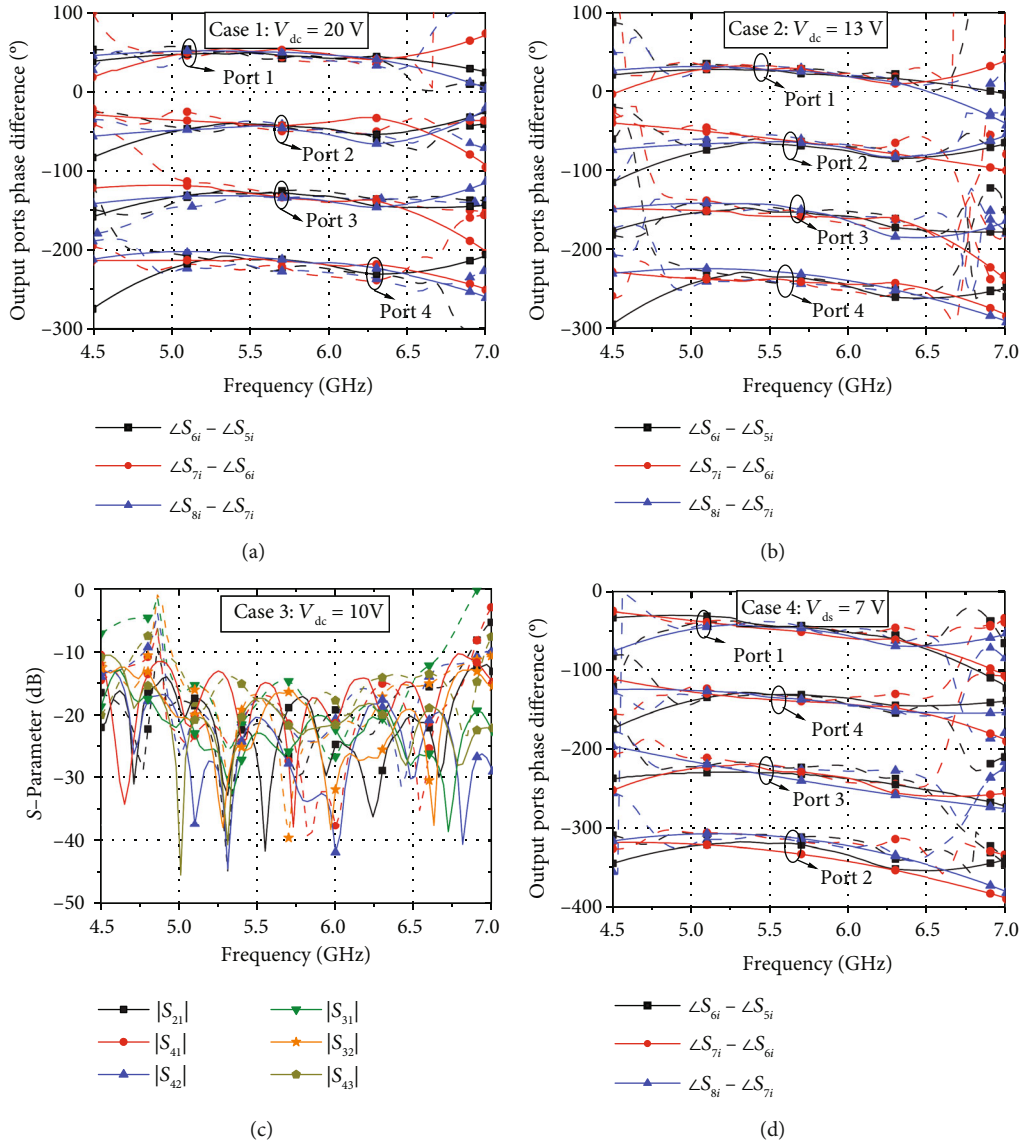 Case 1: V_dc = 20 V
Output ports phase difference (°)
100
0
−100
−200
−300
Port 1
Port 2
Port 3
Port 4
4.5 5.0 5.5 6.0 6.5 7.0
Frequency (GHz)
∠S_6i – ∠S_5i
∠S_7i – ∠S_6i
∠S_8i – ∠S_7i
(a)
Case 2: V_dc = 13 V
Output ports phase difference (°)
100
0
−100
−200
−300
Port 1
Port 2
Port 3
Port 4
4.5 5.0 5.5 6.0 6.5 7.0
Frequency (GHz)
∠S_6i – ∠S_5i
∠S_7i – ∠S_6i
∠S_8i – ∠S_7i
(b)
Case 3: V_dc = 10V
S−Parameter (dB)
0
−10
−20
−30
−40
−50
4.5 5.0 5.5 6.0 6.5 7.0
Frequency (GHz)
|S_21| |S_31|
|S_41| |S_32|
|S_42| |S_43|
(c)
Case 4: V_ds = 7 V
Output ports phase difference (°)
0
−100
−200
−300
−400
Port 1
Port 4
Port 3
Port 2
4.5 5.0 5.5 6.0 6.5 7.0
Frequency (GHz)
∠S_6i – ∠S_5i
∠S_7i – ∠S_6i
∠S_8i – ∠S_7i
(d)